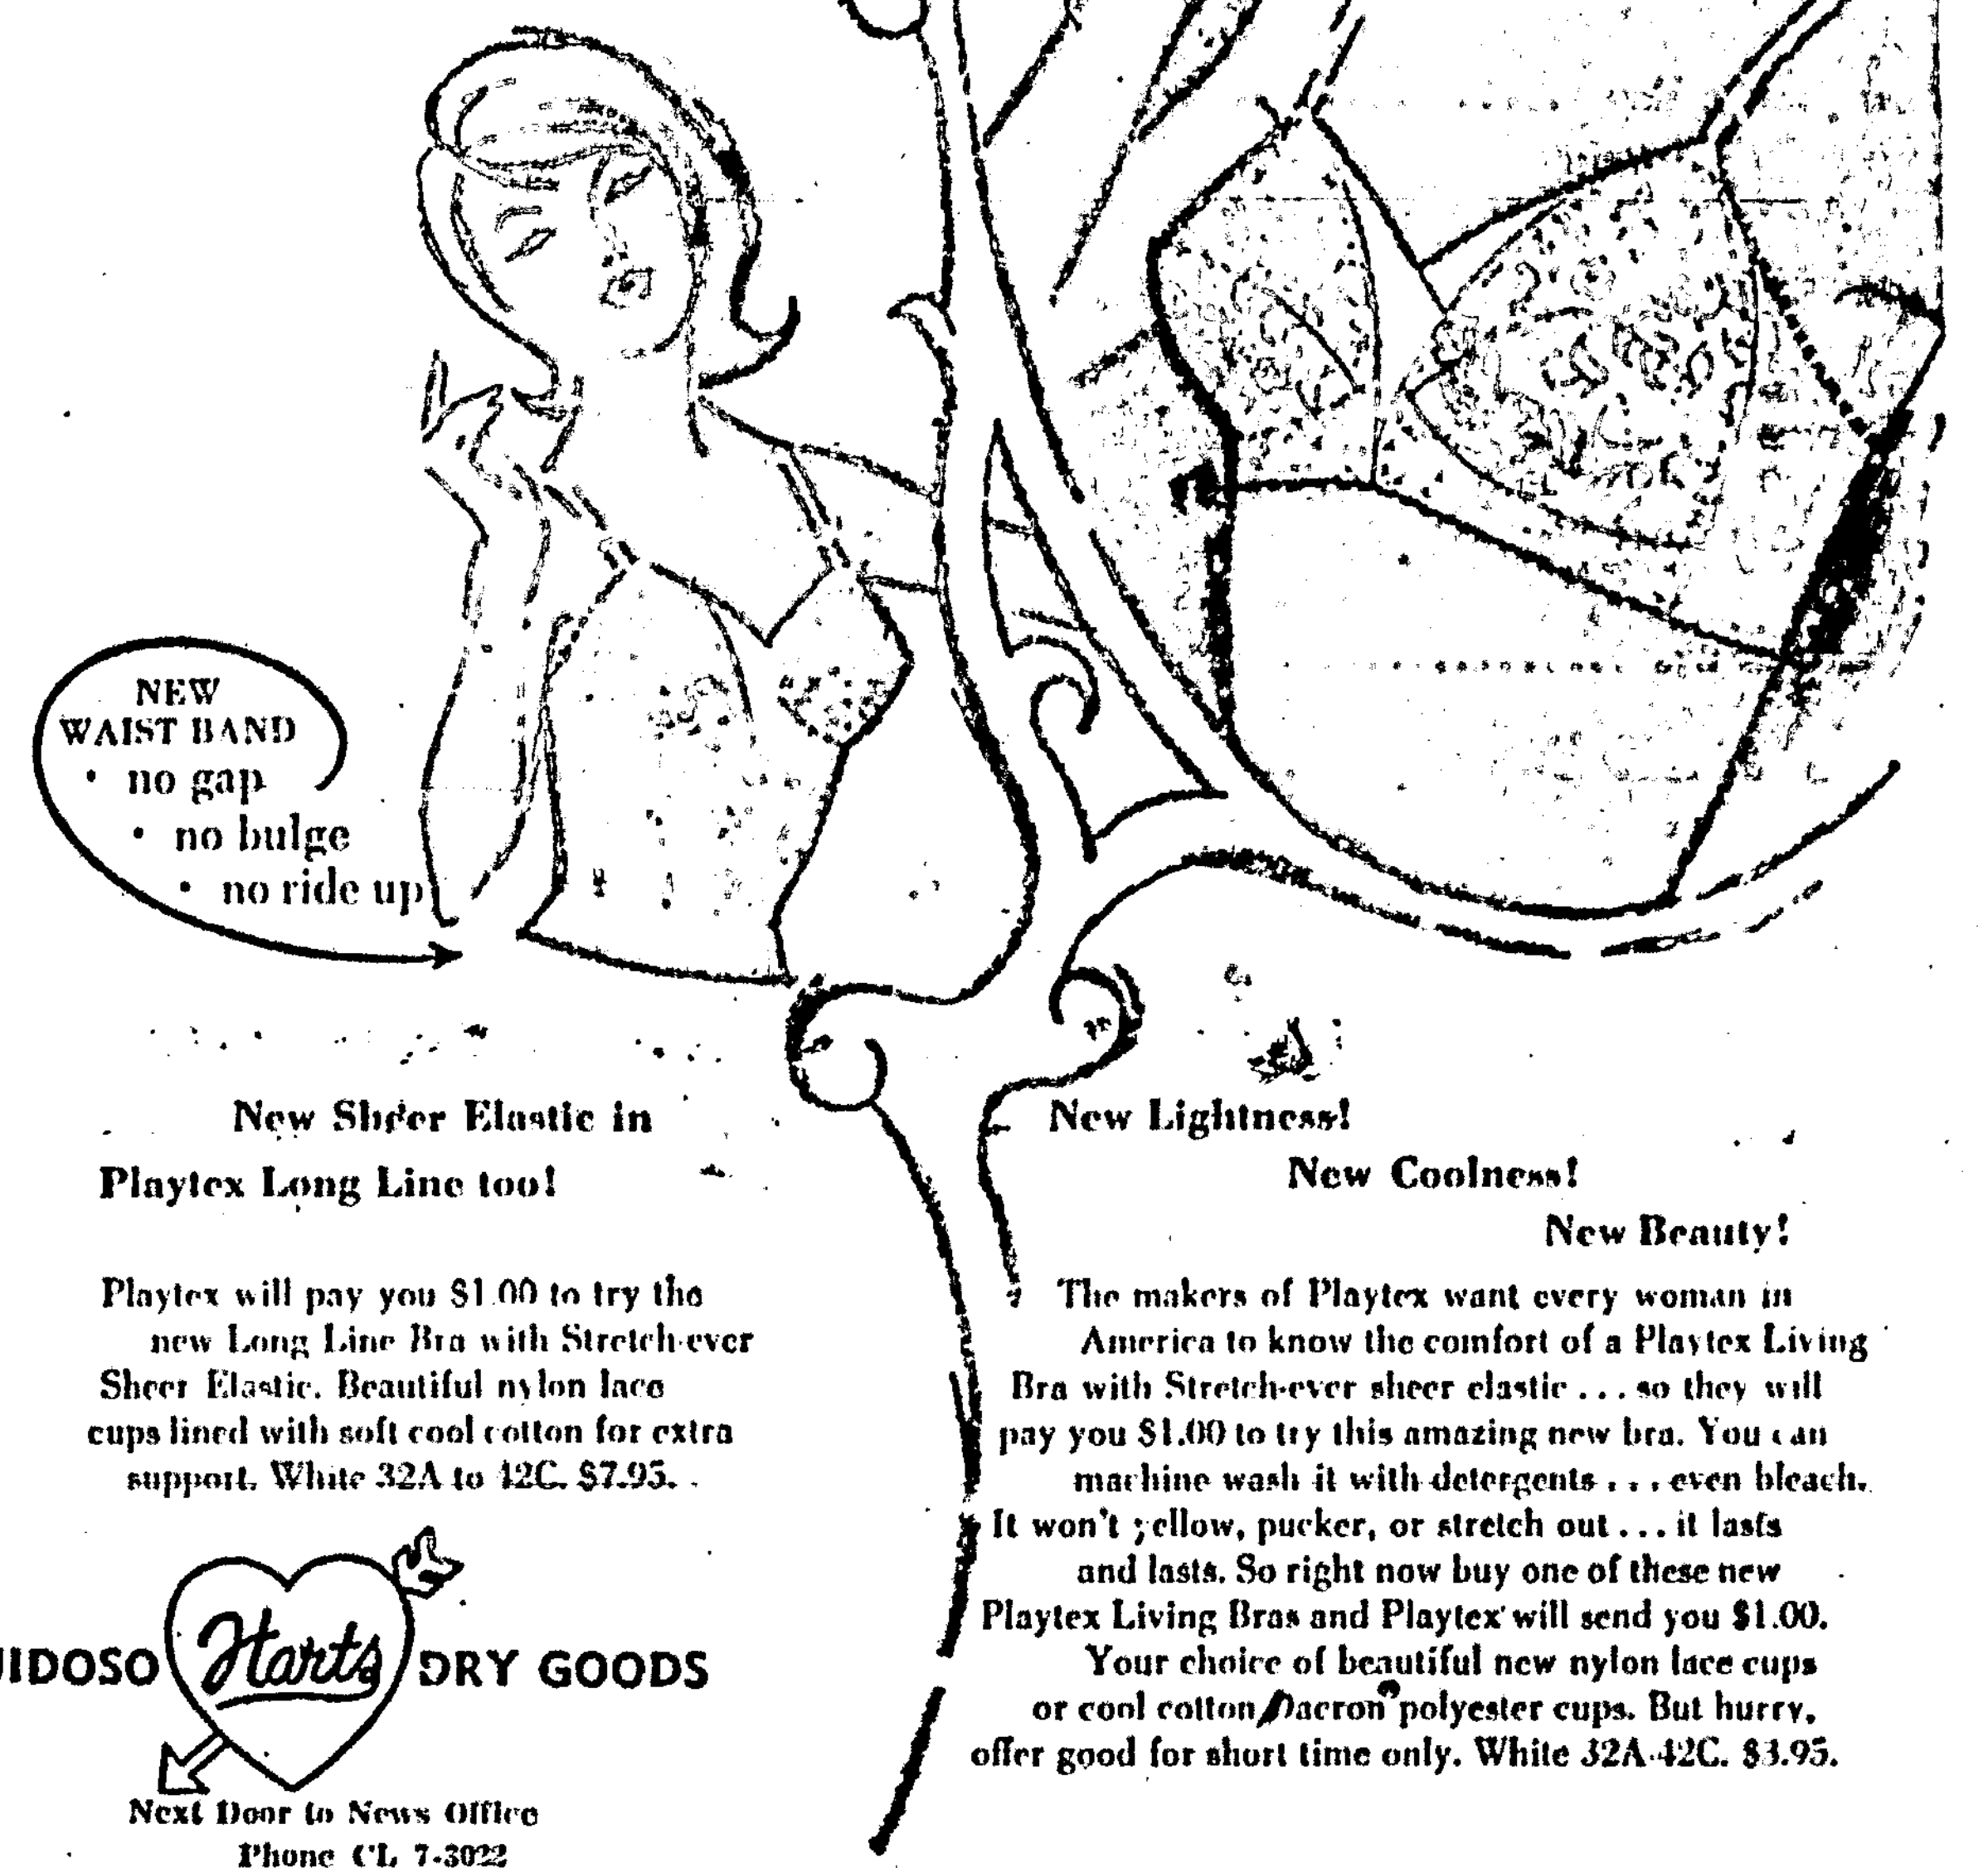 NEW
WAIST BAND
• no gap
• no bulge
• no ride up
New Sheer Elastic in
Playtex Long Line too!
Playtex will pay you $1.00 to try the
new Long Line Bra with Stretch-ever
Sheer Elastic. Beautiful nylon lace
cups lined with soft cool cotton for extra
support. White 32A to 42C. $7.95.
UIDOSO Harts DRY GOODS
Next Door to News Office
Phone CL 7-3022
New Lightness!
New Coolness!
New Beauty!
The makers of Playtex want every woman in
America to know the comfort of a Playtex Living
Bra with Stretch-ever sheer elastic ... so they will
pay you $1.00 to try this amazing new bra. You can
machine wash it with detergents ... even bleach.
It won't yellow, pucker, or stretch out ... it lasts
and lasts. So right now buy one of these new
Playtex Living Bras and Playtex will send you $1.00.
Your choice of beautiful new nylon lace cups
or cool cotton Dacron polyester cups. But hurry,
offer good for short time only. White 32A-42C. $3.95.